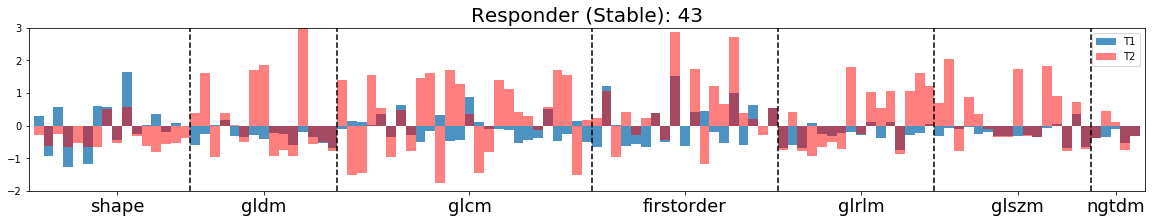 Responder (Stable): 43
3
2
1
0
−1
−2
T1
T2
shape gldm glcm firstorder glrlm glszm ngtdm